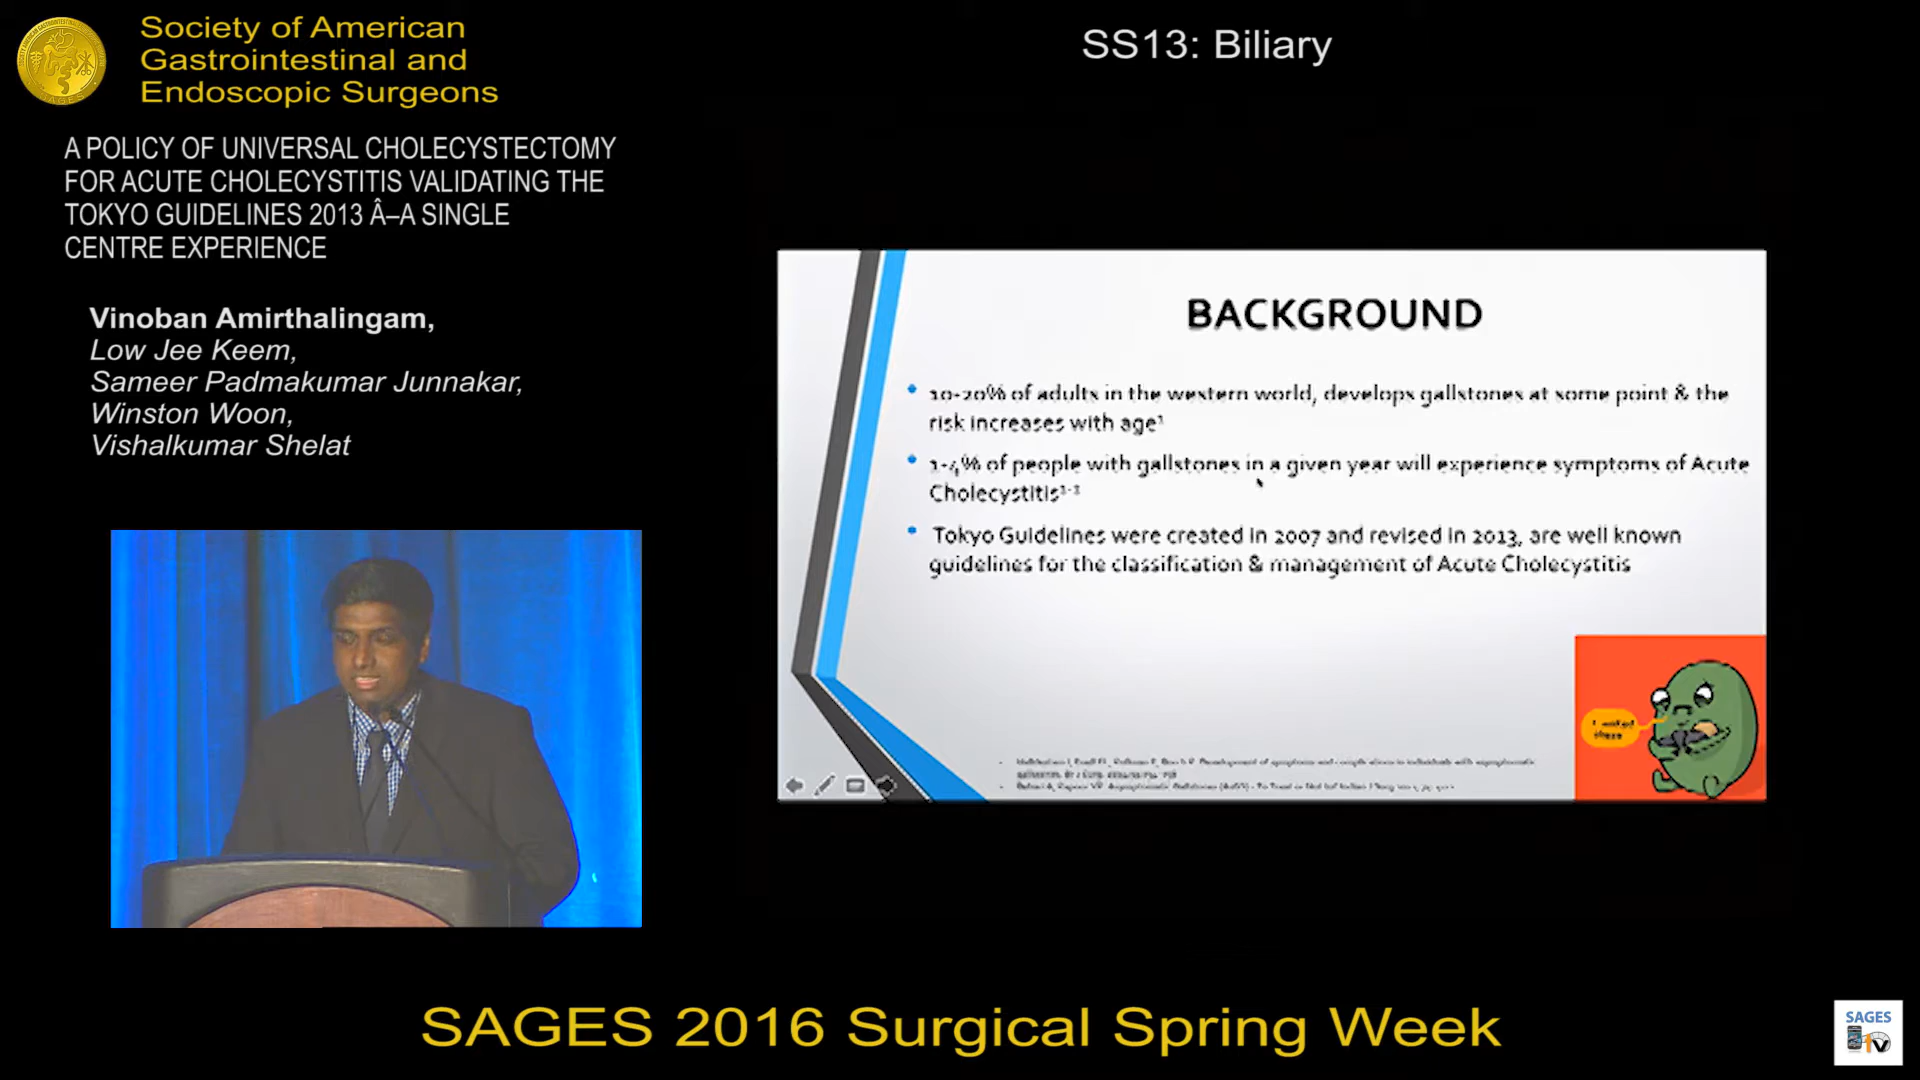 Society of American
Gastrointestinal and
Endoscopic Surgeons
SS13: Biliary
A POLICY OF UNIVERSAL CHOLECYSTECTOMY
FOR ACUTE CHOLECYSTITIS VALIDATING THE
TOKYO GUIDELINES 2013 Â–A SINGLE
CENTRE EXPERIENCE
Vinoban Amirthalingam,
Low Jee Keem,
Sameer Padmakumar Junnakar,
Winston Woon,
Vishalkumar Shelat
BACKGROUND
• 10-20% of adults in the western world, develops gallstones at some point & the
risk increases with age¹
• 1-4% of people with gallstones in a given year will experience symptoms of Acute
Cholecystitis
• Tokyo Guidelines were created in 2007 and revised in 2013, are well known
guidelines for the classification & management of Acute Cholecystitis
SAGES 2016 Surgical Spring Week
SAGES
TV
SAGES